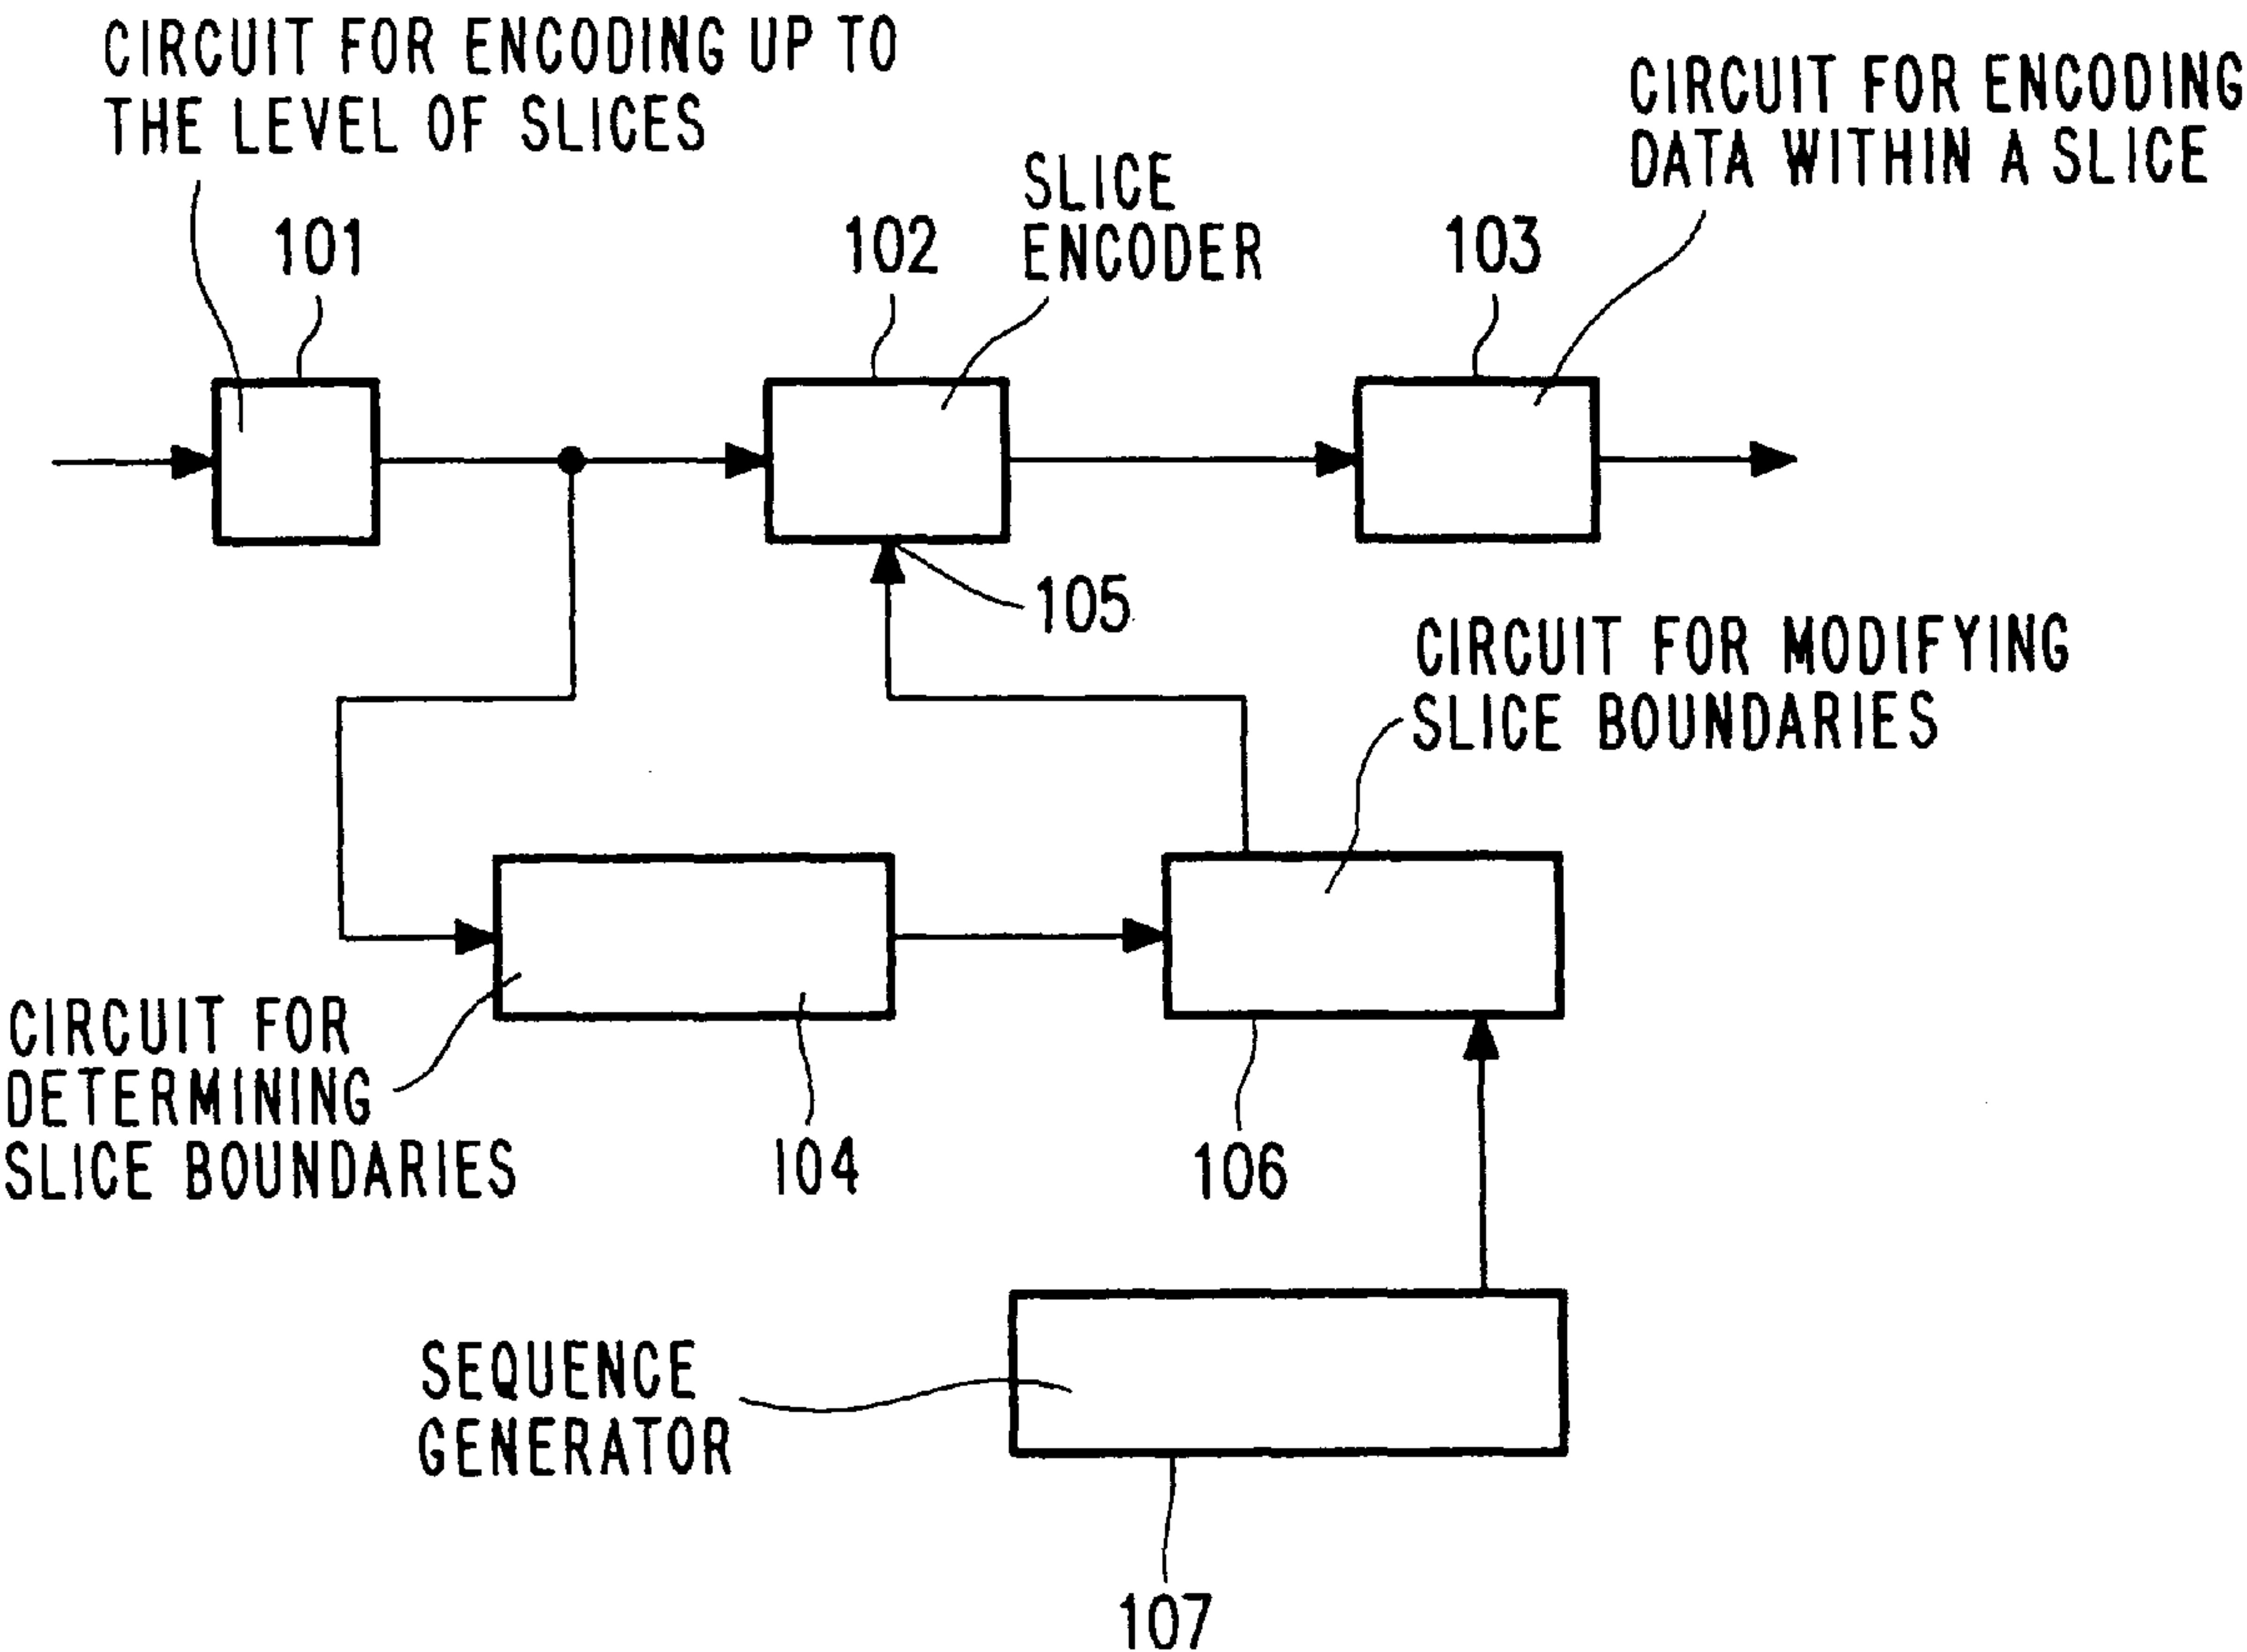 CIRCUIT FOR ENCODING UP TO
THE LEVEL OF SLICES
CIRCUIT FOR ENCODING
DATA WITHIN A SLICE
SLICE
ENCODER
101
102
103
105
CIRCUIT FOR MODIFYING
SLICE BOUNDARIES
CIRCUIT FOR
DETERMINING
SLICE BOUNDARIES
104
106
SEQUENCE
GENERATOR
107